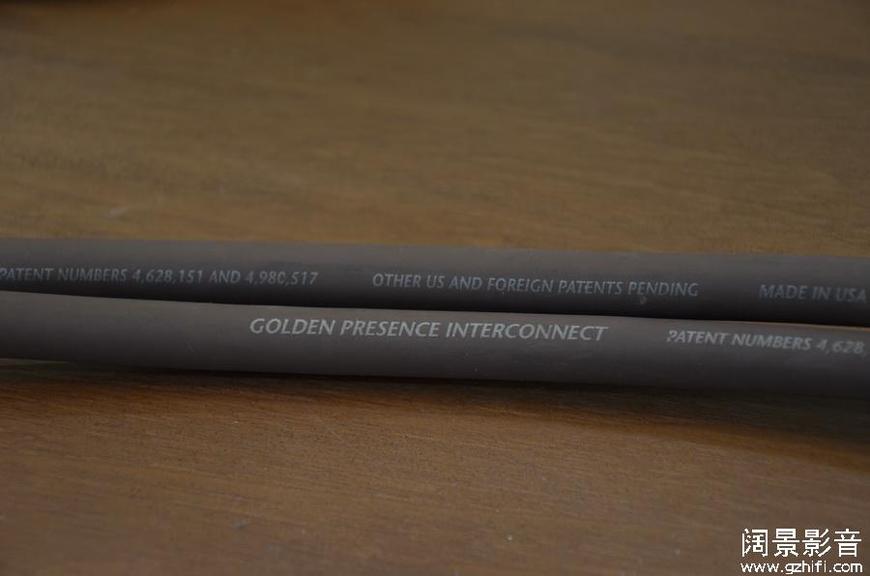 PATENT NUMBERS 4,628,151 AND 4,980,517 OTHER US AND FOREIGN PATENTS PENDING MADE IN USA
GOLDEN PRESENCE INTERCONNECT PATENT NUMBERS 4,628,
阔景影音
www.gzhifi.com